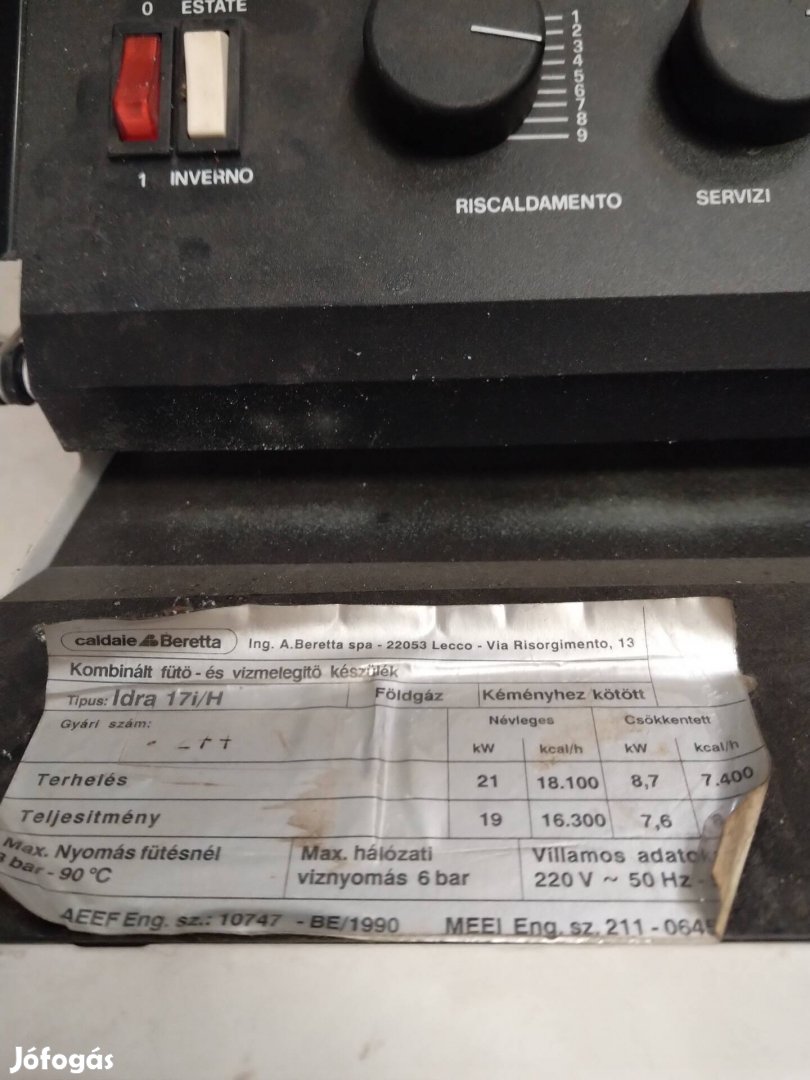 0 ESTATE
1 INVERNO
1
2
3
4
5
6
7
8
9
RISCALDAMENTO
SERVIZI
caldaie Beretta Ing. A.Beretta spa - 22053 Lecco - Via Risorgimento, 13
Kombinált fütö - és vizmelegitö készülék
Tipus: Idra 17i/H Földgáz Kéményhez kötött
Gyári szám: Névleges Csökkentett
kW kcal/h kW kcal/h
Terhelés 21 18.100 8,7 7.400
Teljesitmény 19 16.300 7,6
Max. Nyomás fütésnél Max. hálózati Villamos adatok
bar - 90 °C viznyomás 6 bar 220 V ~ 50 Hz -
AEEF Eng. sz.: 10747 - BE/1990 MEEI Eng. sz. 211 - 064
Jófogás